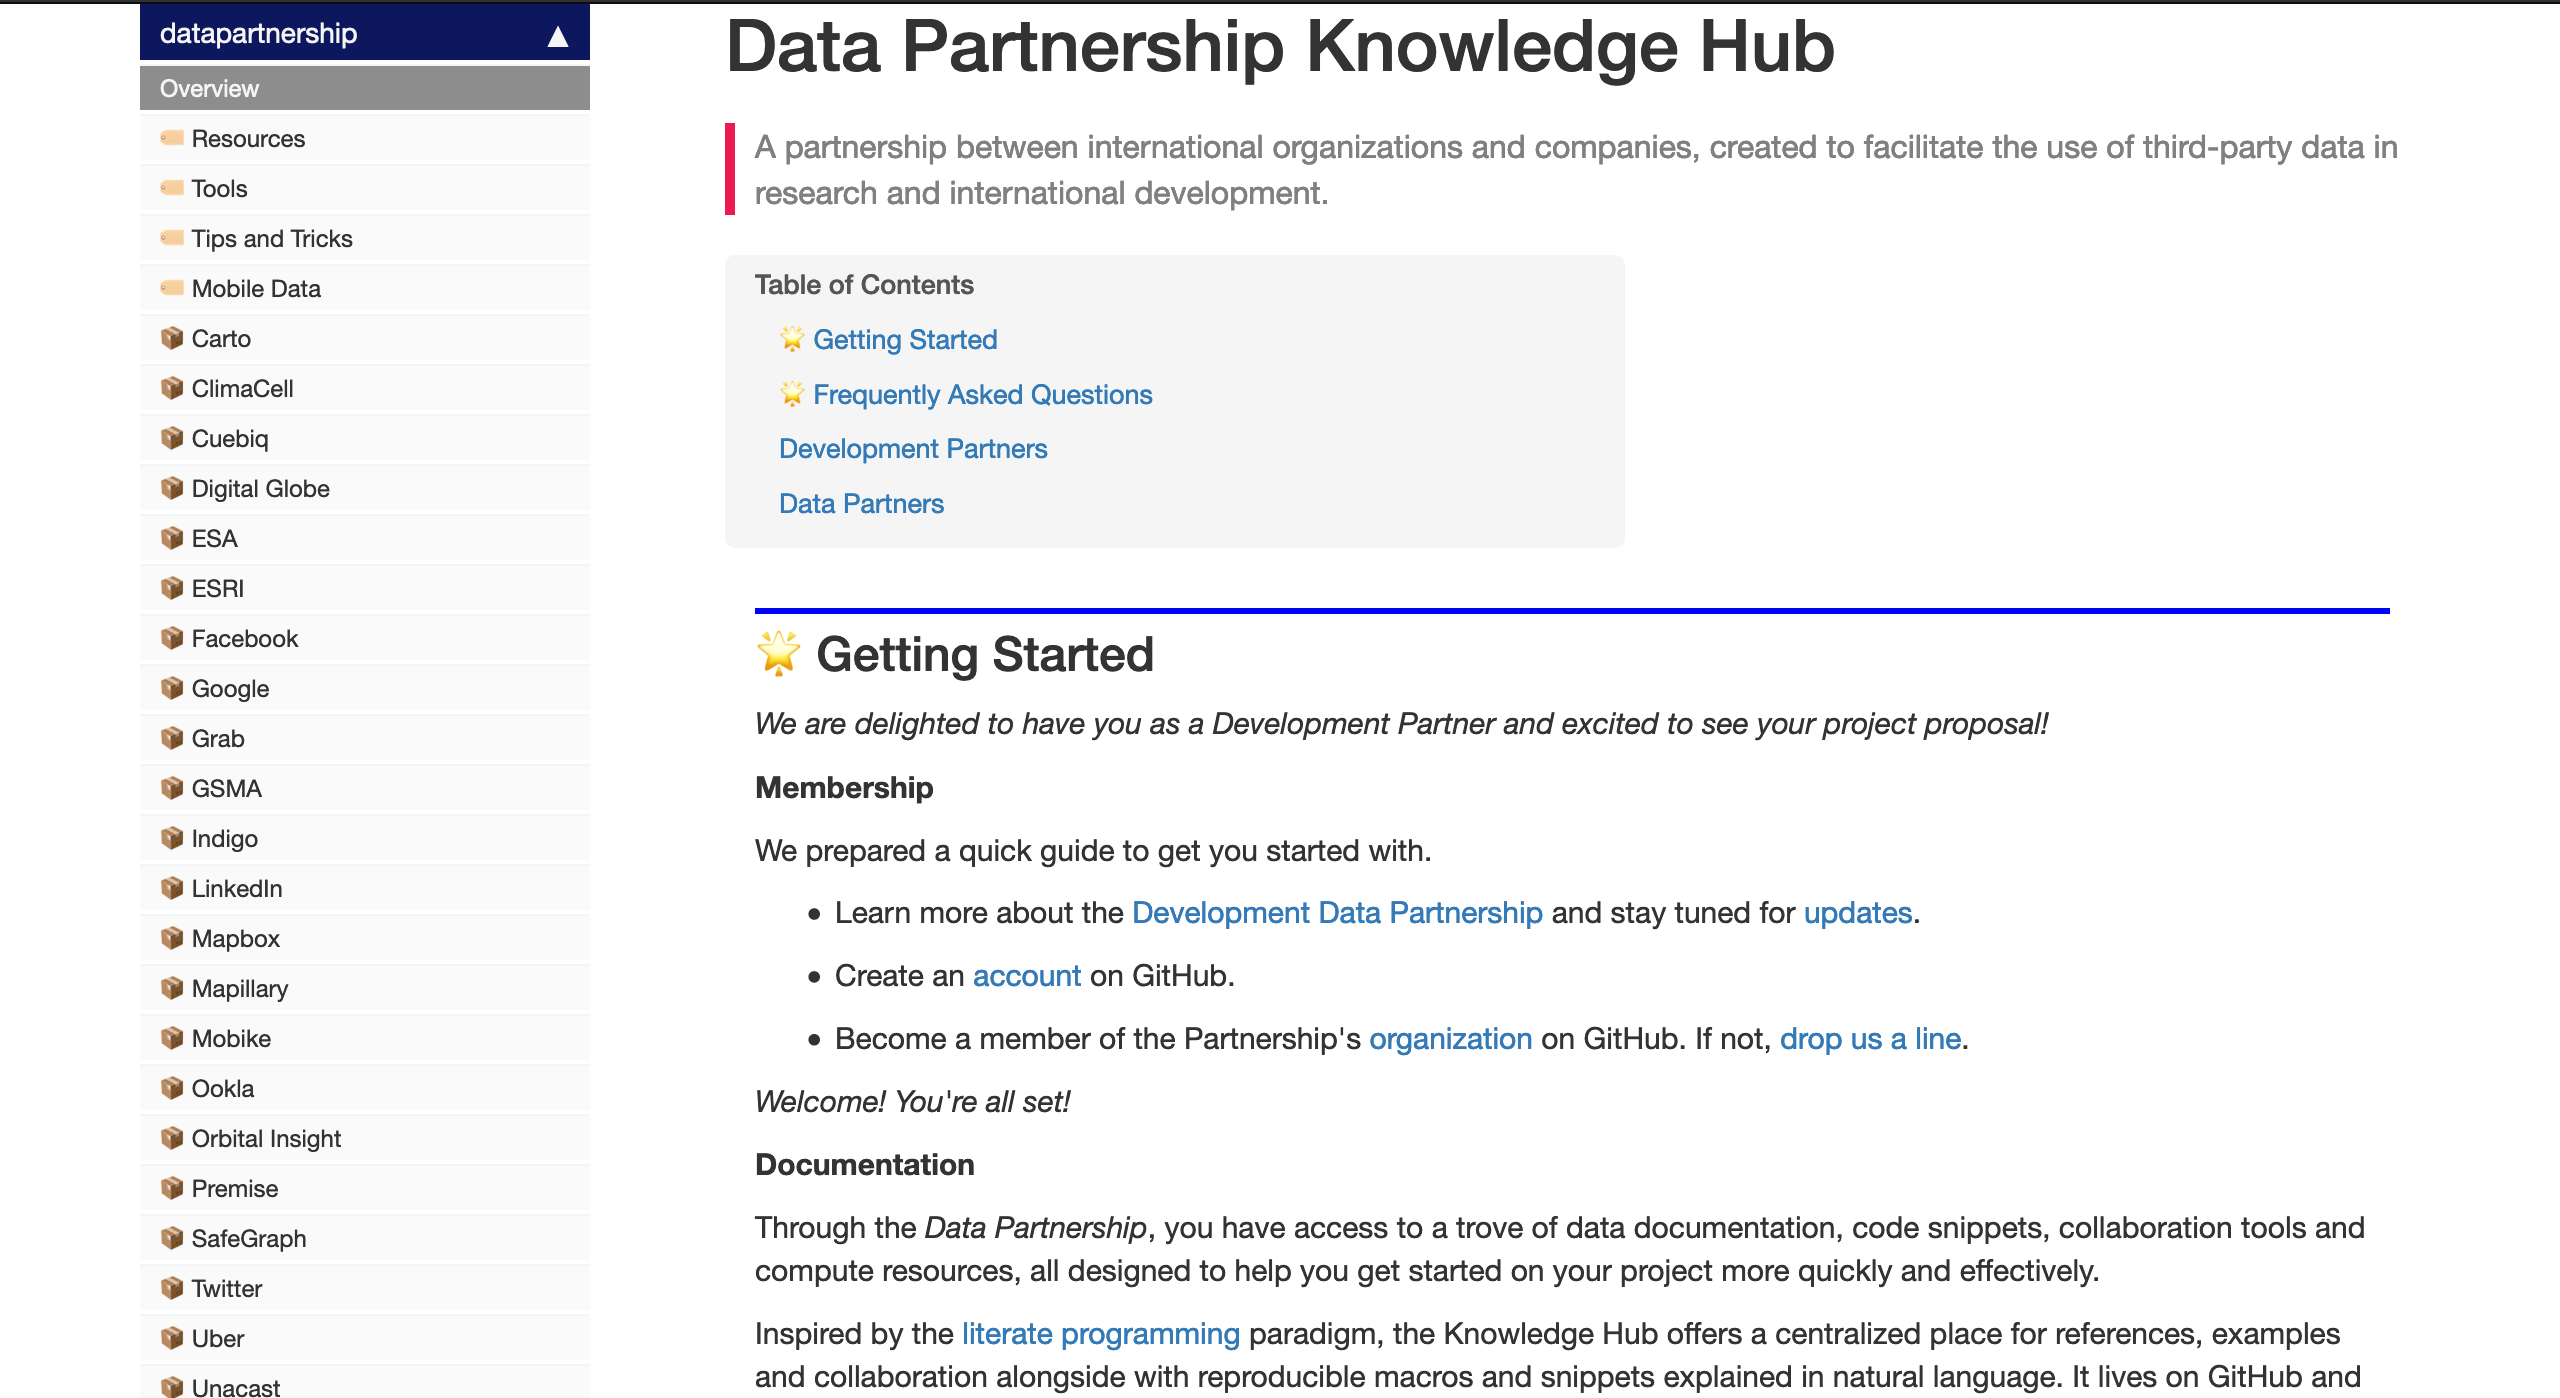 datapartnership ▲
Overview
Resources
Tools
Tips and Tricks
Mobile Data
Carto
ClimaCell
Cuebiq
Digital Globe
ESA
ESRI
Facebook
Google
Grab
GSMA
Indigo
LinkedIn
Mapbox
Mapillary
Mobike
Ookla
Orbital Insight
Premise
SafeGraph
Twitter
Uber
Unacast
Data Partnership Knowledge Hub
A partnership between international organizations and companies, created to facilitate the use of third-party data in
research and international development.
Table of Contents
🌟 Getting Started
🌟 Frequently Asked Questions
Development Partners
Data Partners
🌟 Getting Started
We are delighted to have you as a Development Partner and excited to see your project proposal!
Membership
We prepared a quick guide to get you started with.
• Learn more about the Development Data Partnership and stay tuned for updates.
• Create an account on GitHub.
• Become a member of the Partnership's organization on GitHub. If not, drop us a line.
Welcome! You're all set!
Documentation
Through the Data Partnership, you have access to a trove of data documentation, code snippets, collaboration tools and
compute resources, all designed to help you get started on your project more quickly and effectively.
Inspired by the literate programming paradigm, the Knowledge Hub offers a centralized place for references, examples
and collaboration alongside with reproducible macros and snippets explained in natural language. It lives on GitHub and